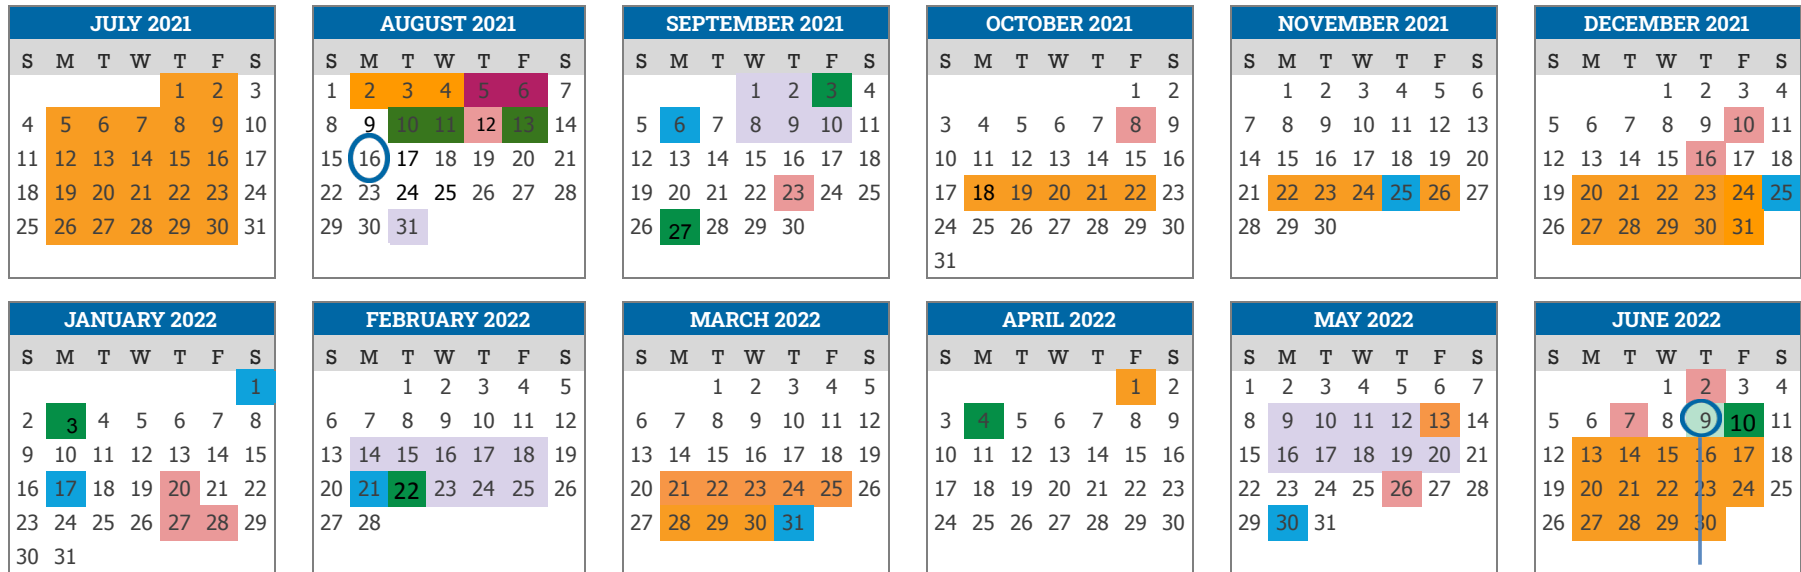 JULY 2021
S M T W T F S
1 2 3
4 5 6 7 8 9 10
11 12 13 14 15 16 17
18 19 20 21 22 23 24
25 26 27 28 29 30 31
AUGUST 2021
S M T W T F S
1 2 3 4 5 6 7
8 9 10 11 12 13 14
15 16 17 18 19 20 21
22 23 24 25 26 27 28
29 30 31
SEPTEMBER 2021
S M T W T F S
1 2 3 4
5 6 7 8 9 10 11
12 13 14 15 16 17 18
19 20 21 22 23 24 25
26 27 28 29 30
OCTOBER 2021
S M T W T F S
1 2
3 4 5 6 7 8 9
10 11 12 13 14 15 16
17 18 19 20 21 22 23
24 25 26 27 28 29 30
31
NOVEMBER 2021
S M T W T F S
1 2 3 4 5 6
7 8 9 10 11 12 13
14 15 16 17 18 19 20
21 22 23 24 25 26 27
28 29 30
DECEMBER 2021
S M T W T F S
1 2 3 4
5 6 7 8 9 10 11
12 13 14 15 16 17 18
19 20 21 22 23 24 25
26 27 28 29 30 31
JANUARY 2022
S M T W T F S
1
2 3 4 5 6 7 8
9 10 11 12 13 14 15
16 17 18 19 20 21 22
23 24 25 26 27 28 29
30 31
FEBRUARY 2022
S M T W T F S
1 2 3 4 5
6 7 8 9 10 11 12
13 14 15 16 17 18 19
20 21 22 23 24 25 26
27 28
MARCH 2022
S M T W T F S
1 2 3 4 5
6 7 8 9 10 11 12
13 14 15 16 17 18 19
20 21 22 23 24 25 26
27 28 29 30 31
APRIL 2022
S M T W T F S
1 2
3 4 5 6 7 8 9
10 11 12 13 14 15 16
17 18 19 20 21 22 23
24 25 26 27 28 29 30
MAY 2022
S M T W T F S
1 2 3 4 5 6 7
8 9 10 11 12 13 14
15 16 17 18 19 20 21
22 23 24 25 26 27 28
29 30 31
JUNE 2022
S M T W T F S
1 2 3 4
5 6 7 8 9 10 11
12 13 14 15 16 17 18
19 20 21 22 23 24 25
26 27 28 29 30